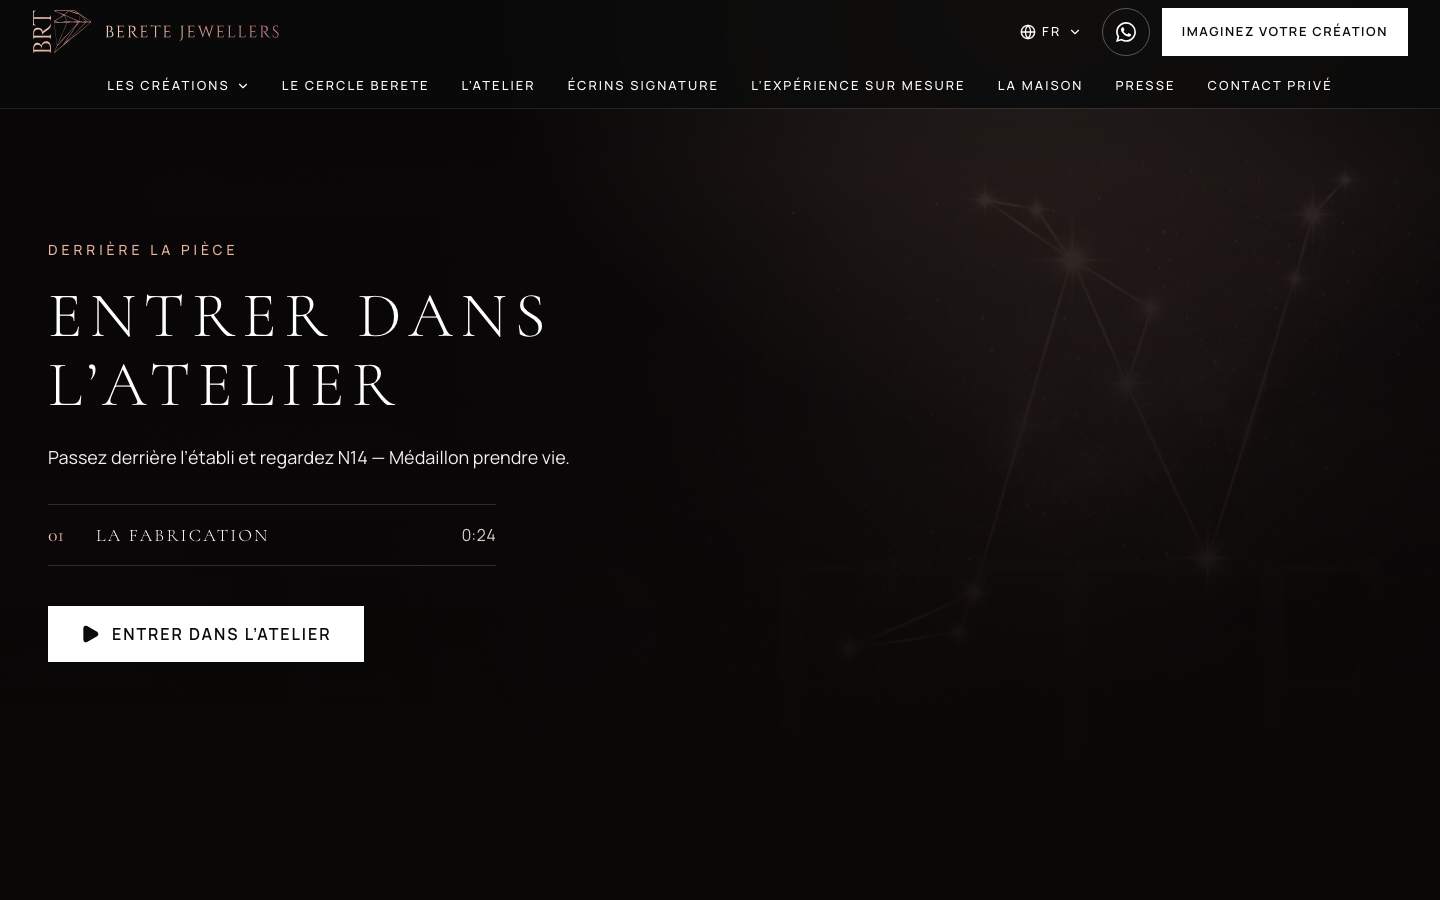 BRT
BERETE JEWELLERS
FR
IMAGINEZ VOTRE CRÉATION
LES CRÉATIONS
LE CERCLE BERETE
L'ATELIER
ÉCRINS SIGNATURE
L'EXPÉRIENCE SUR MESURE
LA MAISON
PRESSE
CONTACT PRIVÉ
DERRIÈRE LA PIÈCE
ENTRER DANS
L’ATELIER
Passez derrière l’établi et regardez N14 — Médaillon prendre vie.
01 LA FABRICATION 0:24
ENTRER DANS L’ATELIER